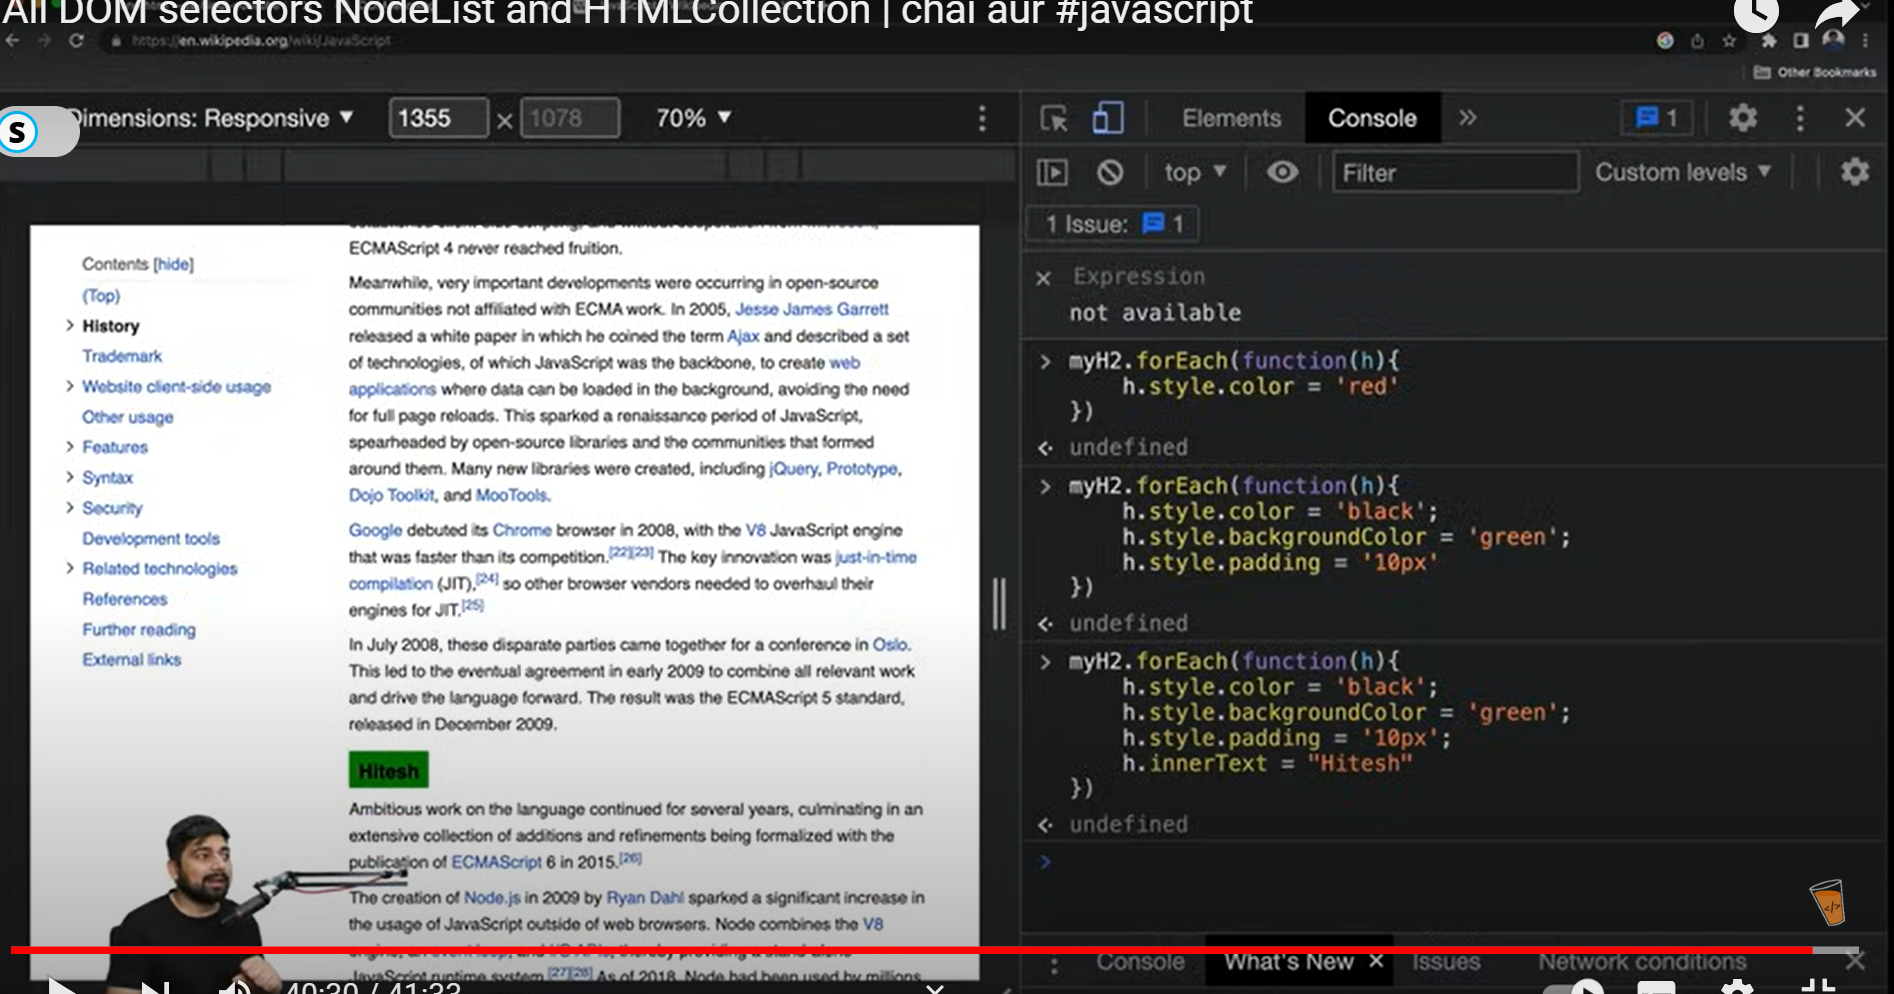 All DOM selectors NodeList and HTMLCollection | chai aur #javascript
https://en.wikipedia.org/wiki/JavaScript
Other Bookmarks
S
Dimensions: Responsive ▼ 1355 × 1078 70% ▼
Elements Console » 1
top ▼ Filter Custom levels ▼
1 Issue: 1
Contents [hide]
(Top)
History
Trademark
Website client-side usage
Other usage
Features
Syntax
Security
Development tools
Related technologies
References
Further reading
External links
ECMAScript 4 never reached fruition.
Meanwhile, very important developments were occurring in open-source
communities not affiliated with ECMA work. In 2005, Jesse James Garrett
released a white paper in which he coined the term Ajax and described a set
of technologies, of which JavaScript was the backbone, to create web
applications where data can be loaded in the background, avoiding the need
for full page reloads. This sparked a renaissance period of JavaScript,
spearheaded by open-source libraries and the communities that formed
around them. Many new libraries were created, including jQuery, Prototype,
Dojo Toolkit, and MooTools.
Google debuted its Chrome browser in 2008, with the V8 JavaScript engine
that was faster than its competition.[22][23] The key innovation was just-in-time
compilation (JIT),[24] so other browser vendors needed to overhaul their
engines for JIT.[25]
In July 2008, these disparate parties came together for a conference in Oslo.
This led to the eventual agreement in early 2009 to combine all relevant work
and drive the language forward. The result was the ECMAScript 5 standard,
released in December 2009.
Hitesh
Ambitious work on the language continued for several years, culminating in an
extensive collection of additions and refinements being formalized with the
publication of ECMAScript 6 in 2015.[26]
The creation of Node.js in 2009 by Ryan Dahl sparked a significant increase in
the usage of JavaScript outside of web browsers. Node combines the V8
JavaScript runtime system.[27][28] As of 2018, Node had been used by millions
Expression
not available
> myH2.forEach(function(h){
h.style.color = 'red'
})
undefined
> myH2.forEach(function(h){
h.style.color = 'black';
h.style.backgroundColor = 'green';
h.style.padding = '10px'
})
undefined
> myH2.forEach(function(h){
h.style.color = 'black';
h.style.backgroundColor = 'green';
h.style.padding = '10px';
h.innerText = "Hitesh"
})
undefined
>
</>
Console What's New × Issues Network conditions
40:30 / 41:33